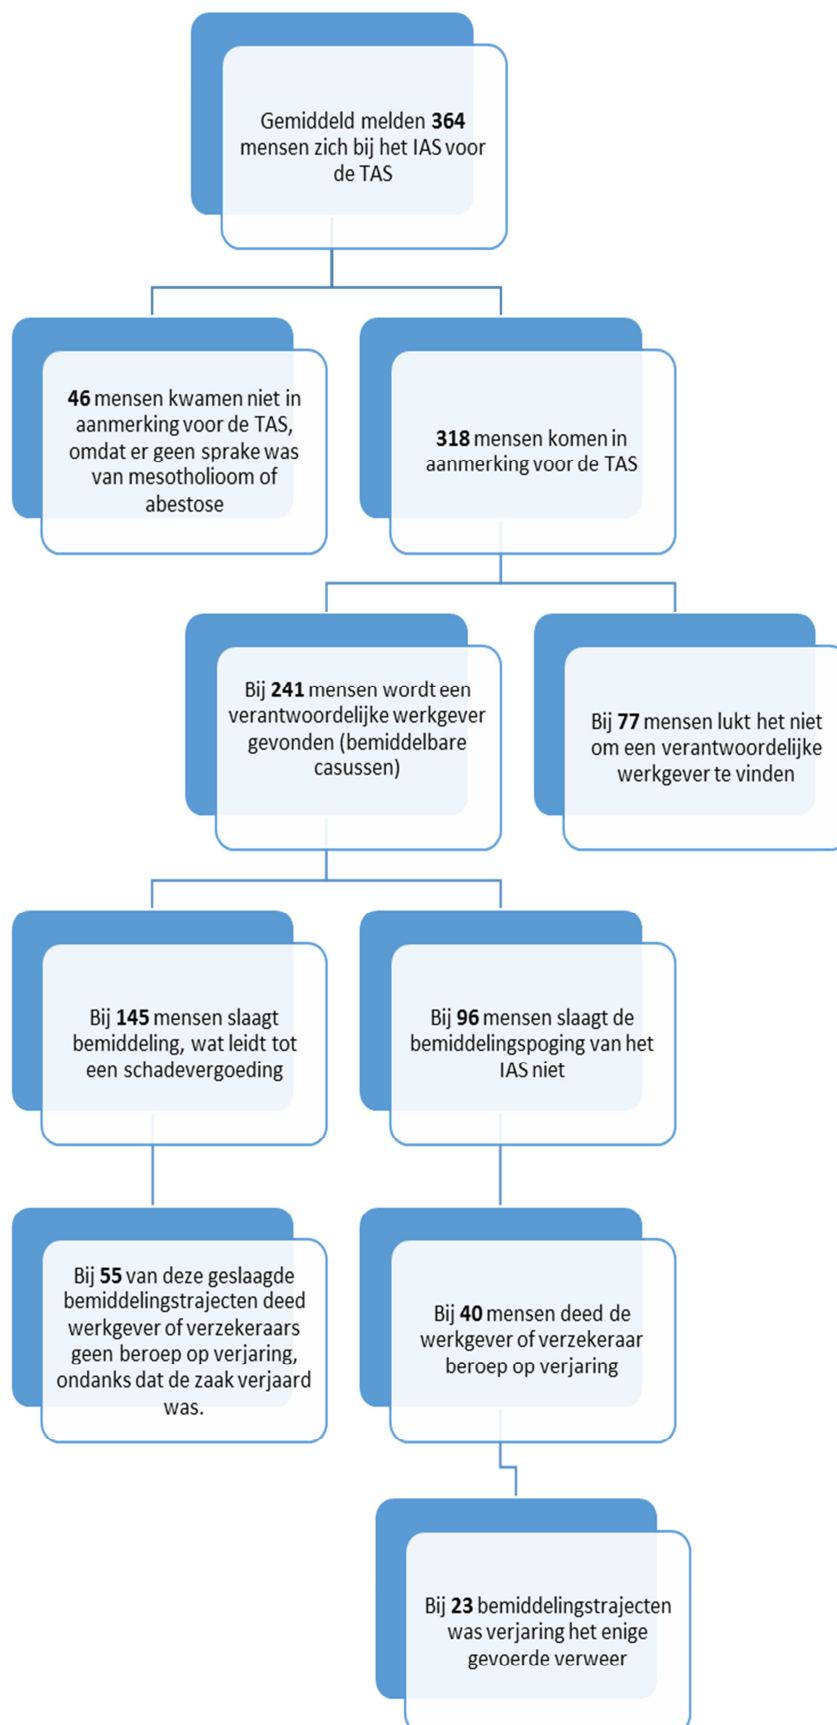 Gemiddeld melden 364
mensen zich bij het IAS voor
de TAS
46 mensen kwamen niet in
aanmerking voor de TAS,
omdat er geen sprake was
van mesotholioom of
abestose
318 mensen komen in
aanmerking voor de TAS
Bij 241 mensen wordt een
verantwoordelijke werkgever
gevonden (bemiddelbare
casussen)
Bij 77 mensen lukt het niet
om een verantwoordelijke
werkgever te vinden
Bij 145 mensen slaagt
bemiddeling, wat leidt tot
een schadevergoeding
Bij 96 mensen slaagt de
bemiddelingspoging van het
IAS niet
Bij 55 van deze geslaagde
bemiddelingstrajecten deed
werkgever of verzekeraars
geen beroep op verjaring,
ondanks dat de zaak verjaard
was.
Bij 40 mensen deed de
werkgever of verzekeraar
beroep op verjaring
Bij 23 bemiddelingstrajecten
was verjaring het enige
gevoerde verweer